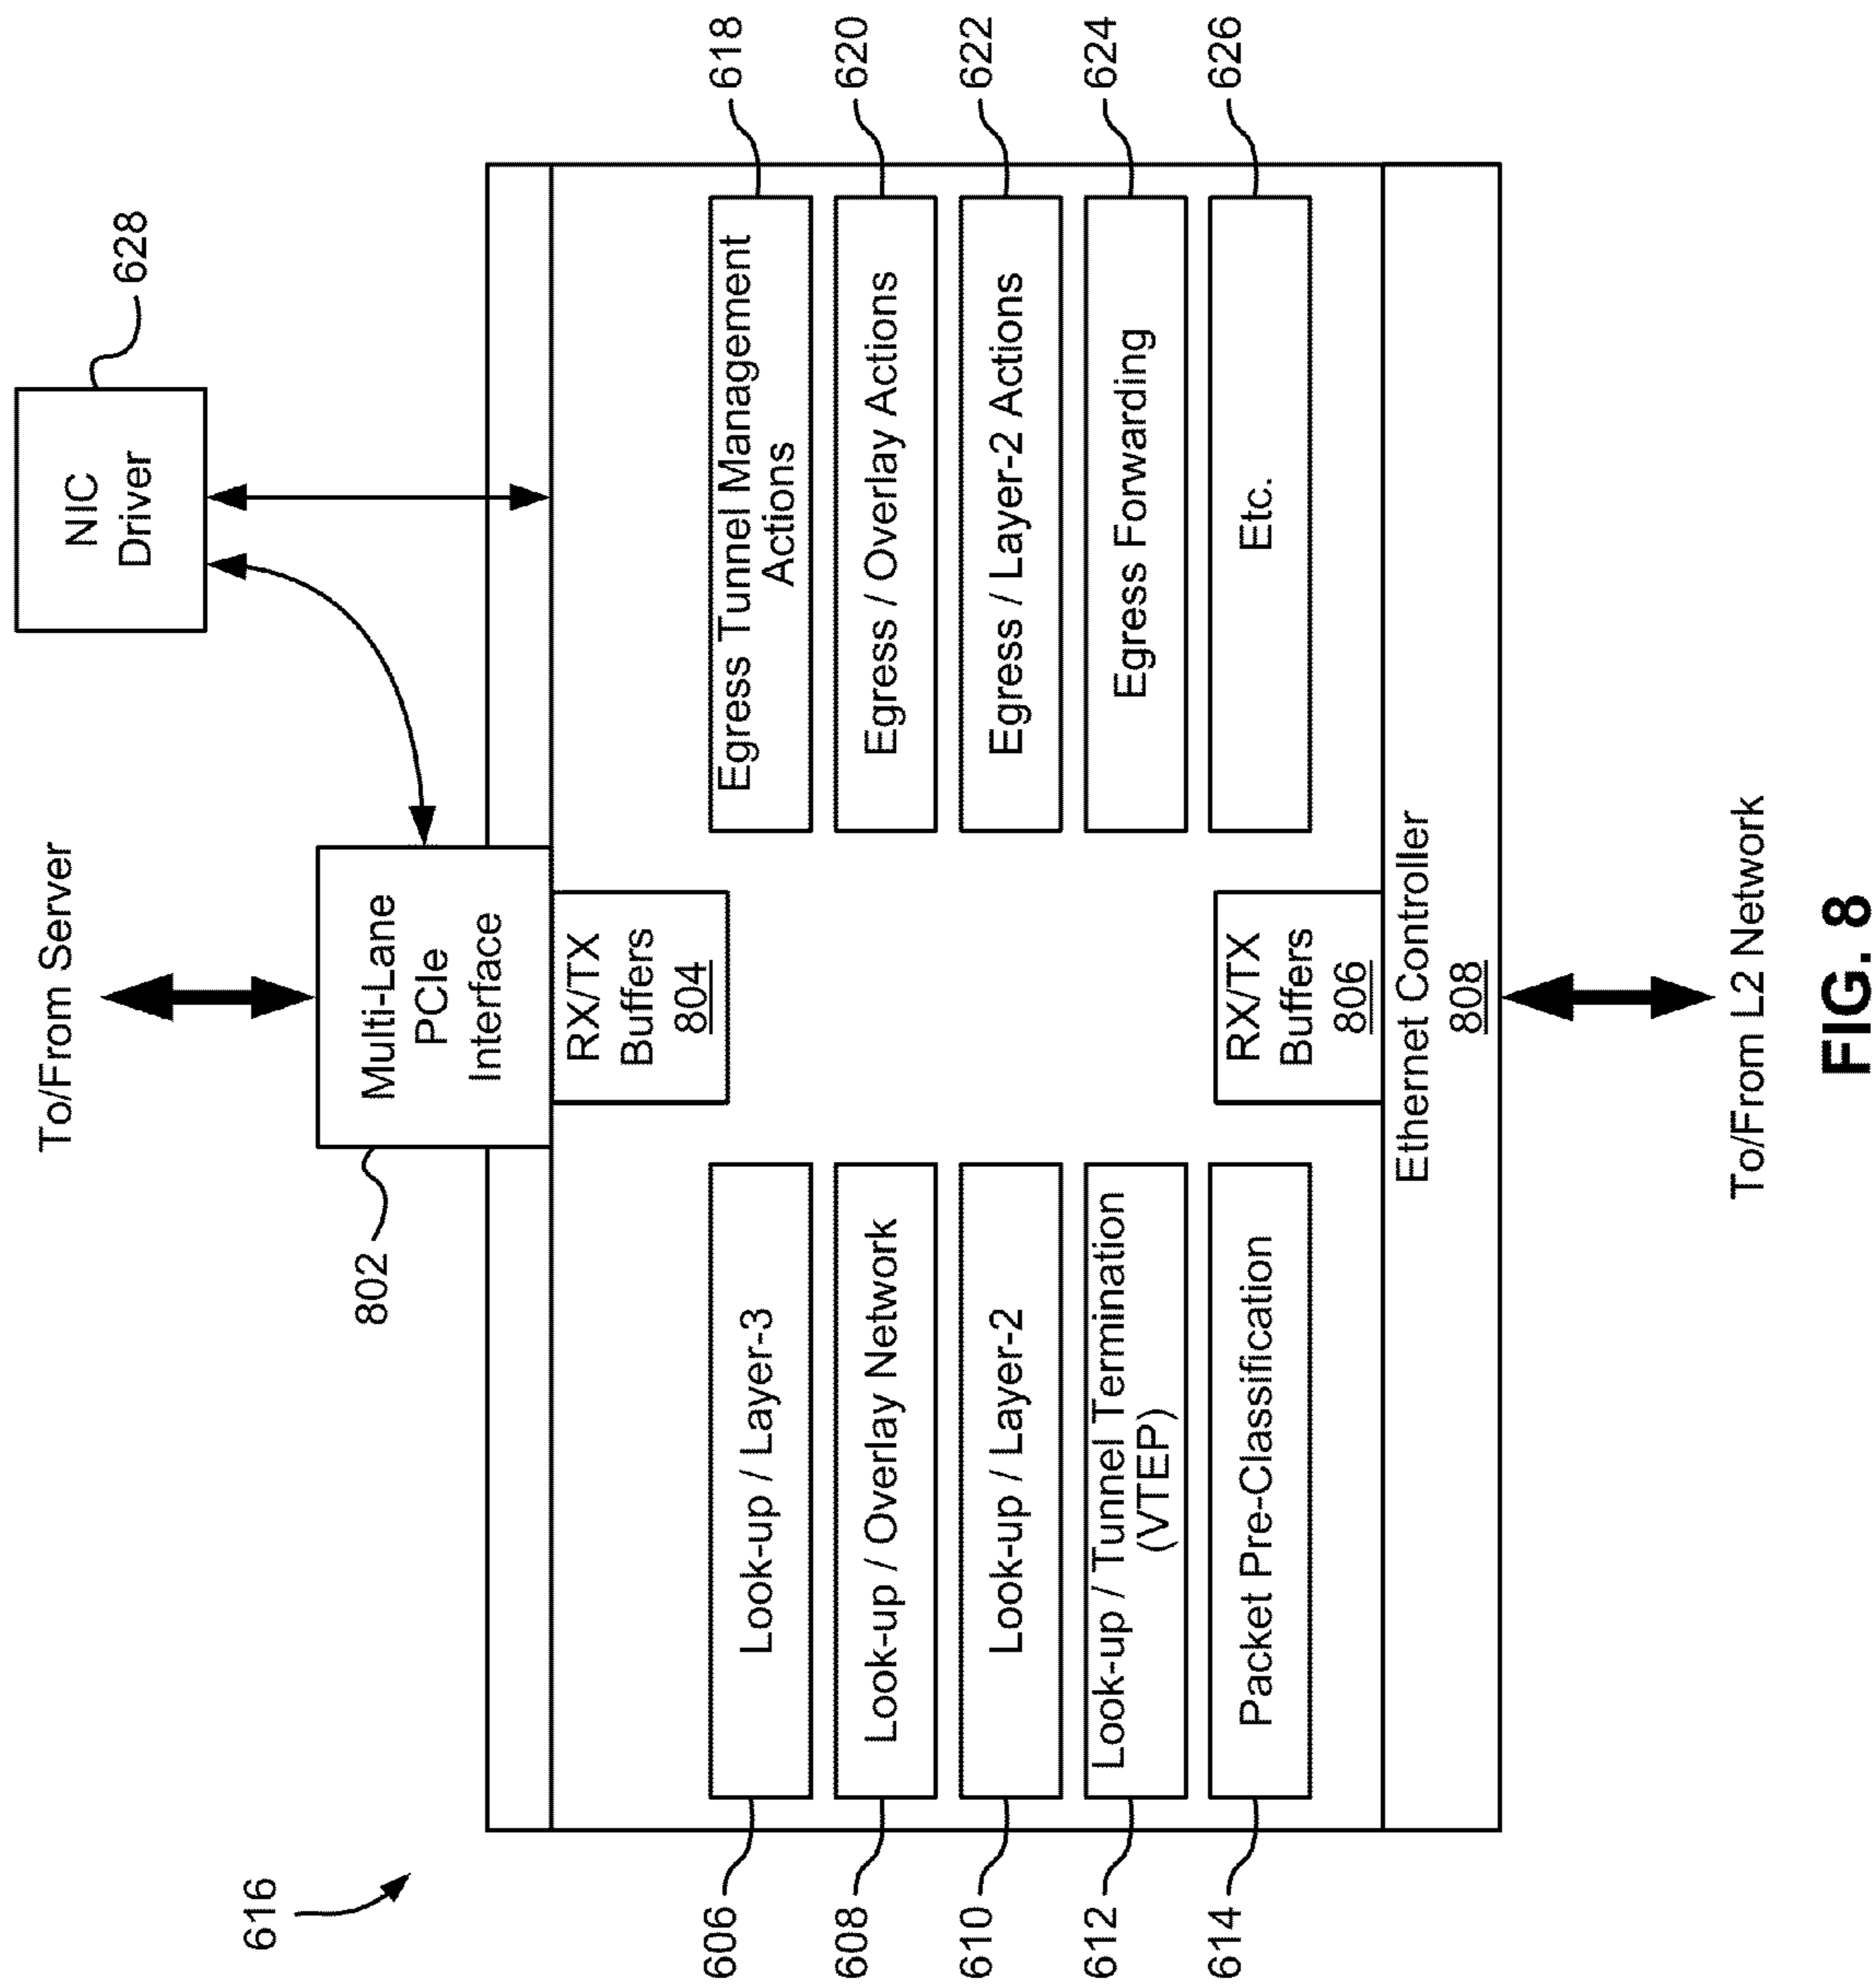 616
To/From Server
628
NIC
Driver
802
Multi-Lane
PCIe
Interface
RX/TX
Buffers
804
606
Look-up / Layer-3
608
Look-up / Overlay Network
610
Look-up / Layer-2
612
Look-up / Tunnel Termination
(VTEP)
614
Packet Pre-Classification
Egress Tunnel Management
Actions
618
Egress / Overlay Actions
620
Egress / Layer-2 Actions
622
Egress Forwarding
624
Etc.
626
RX/TX
Buffers
806
Ethernet Controller
808
To/From L2 Network
FIG. 8